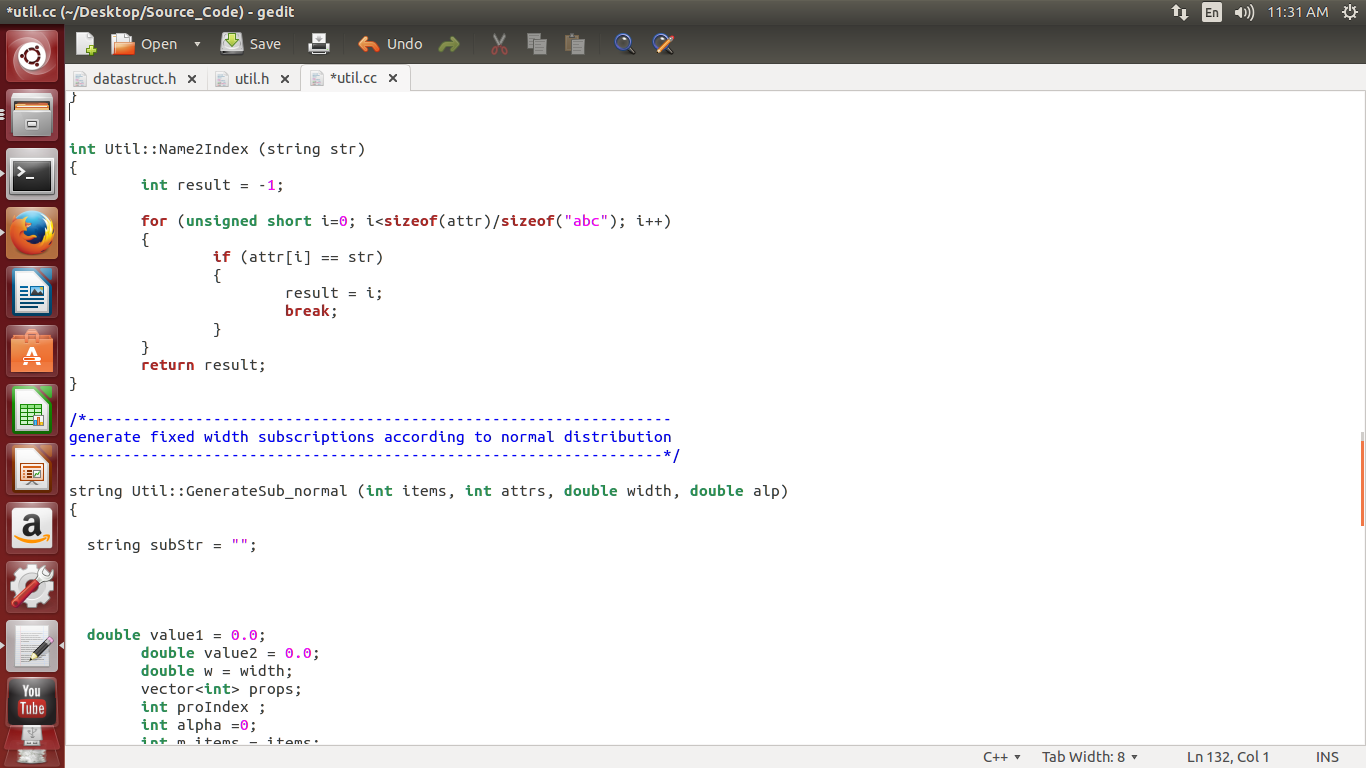 *util.cc (~/Desktop/Source_Code) - gedit
En
11:31 AM
Open
Save
Undo
datastruct.h
util.h
*util.cc
}
int Util::Name2Index (string str)
{
int result = -1;
for (unsigned short i=0; i<sizeof(attr)/sizeof("abc"); i++)
{
if (attr[i] == str)
{
result = i;
break;
}
}
return result;
}
/*-----------------------------------------------------------------
generate fixed width subscriptions according to normal distribution
------------------------------------------------------------------*/
string Util::GenerateSub_normal (int items, int attrs, double width, double alp)
{
string subStr = "";
double value1 = 0.0;
double value2 = 0.0;
double w = width;
vector<int> props;
int proIndex ;
int alpha =0;
int m_items = items;
a
You
Tube
C++
Tab Width: 8
Ln 132, Col 1
INS